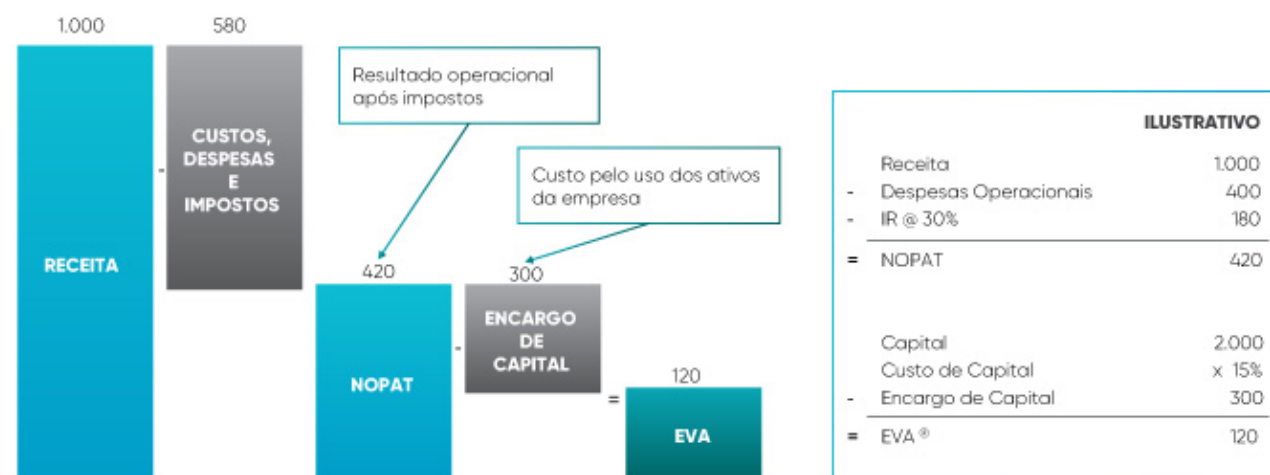 1.000
580
RECEITA
-
CUSTOS,
DESPESAS
E
IMPOSTOS
Resultado operacional
após impostos
Custo pelo uso dos ativos
da empresa
420
NOPAT
-
300
ENCARGO
DE
CAPITAL
=
120
EVA
ILUSTRATIVO
Receita 1.000
- Despesas Operacionais 400
- IR @ 30% 180
= NOPAT 420
Capital 2.000
Custo de Capital x 15%
- Encargo de Capital 300
= EVA ® 120